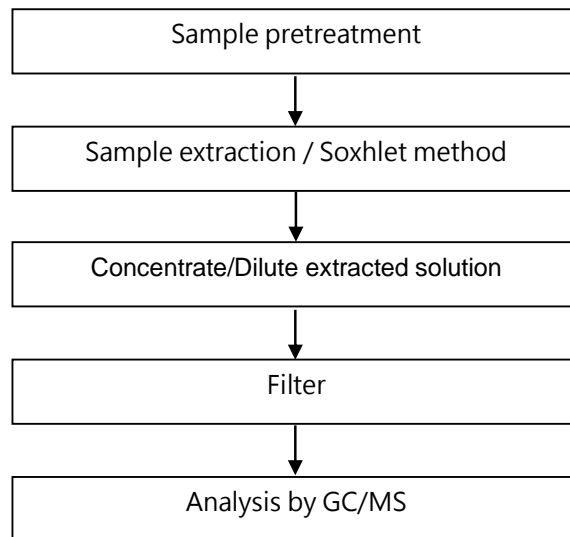 Sample pretreatment
Sample extraction / Soxhlet method
Concentrate/Dilute extracted solution
Filter
Analysis by GC/MS